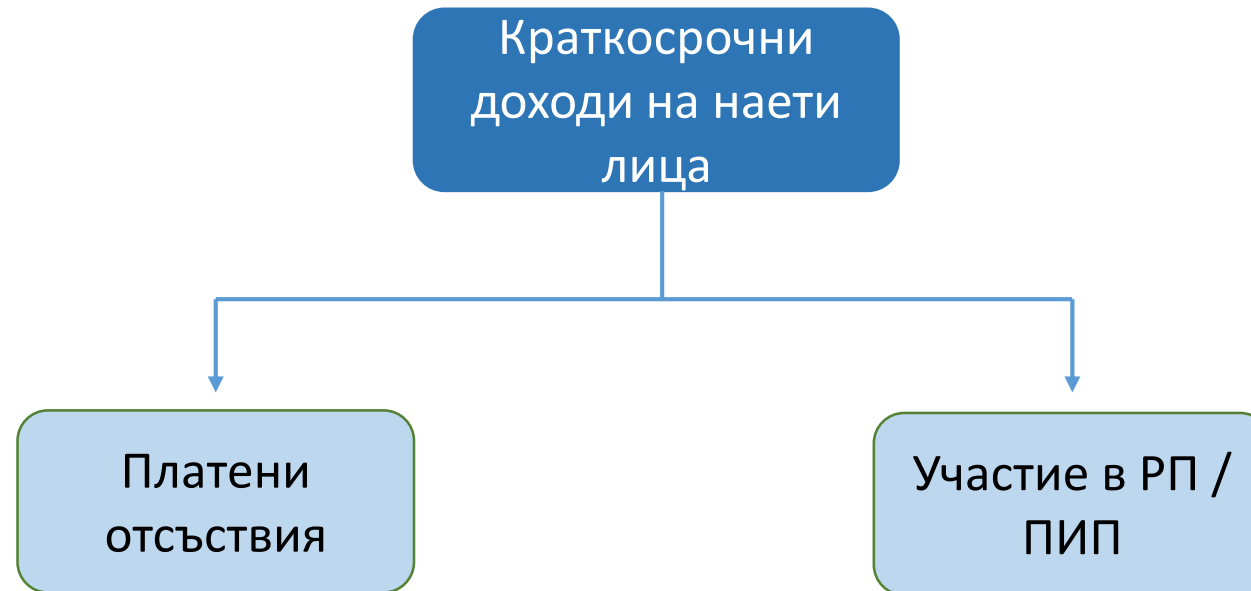 Краткосрочни
доходи на наети
лица
Платени
отсъствия
Участие в РП /
ПИП